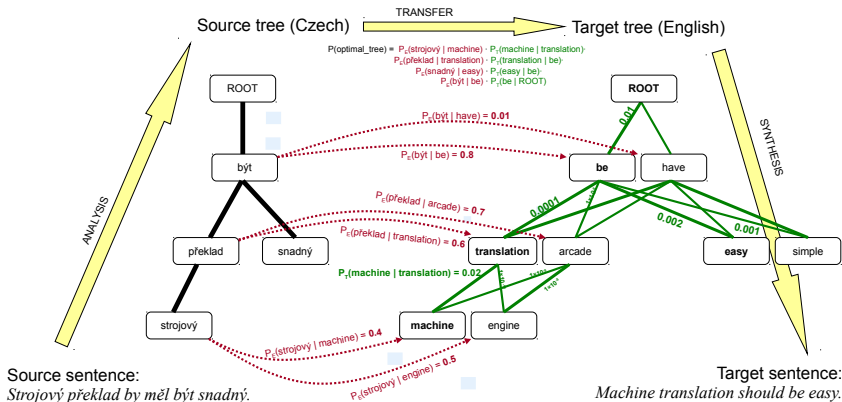 TRANSFER
Source tree (Czech)
Target tree (English)
P(optimal_tree) = P_E(strojový | machine) · P_T(machine | translation)·
P_E(překlad | translation) · P_T(translation | be)·
P_E(snadný | easy) · P_T(easy | be)·
P_E(být | be) · P_T(be | ROOT)
ROOT
ROOT
ANALYSIS
SYNTHESIS
P_E(být | have) = 0.01
0.01
P_E(být | be) = 0.8
být
be
have
P_E(překlad | arcade) = 0.7
P_E(překlad | translation) = 0.6
0.0001
0.002
0.001
překlad
snadný
translation
arcade
easy
simple
P_T(machine | translation) = 0.02
strojový
machine
engine
P_E(strojový | machine) = 0.4
P_E(strojový | engine) = 0.5
Source sentence:
Strojový překlad by měl být snadný.
Target sentence:
Machine translation should be easy.